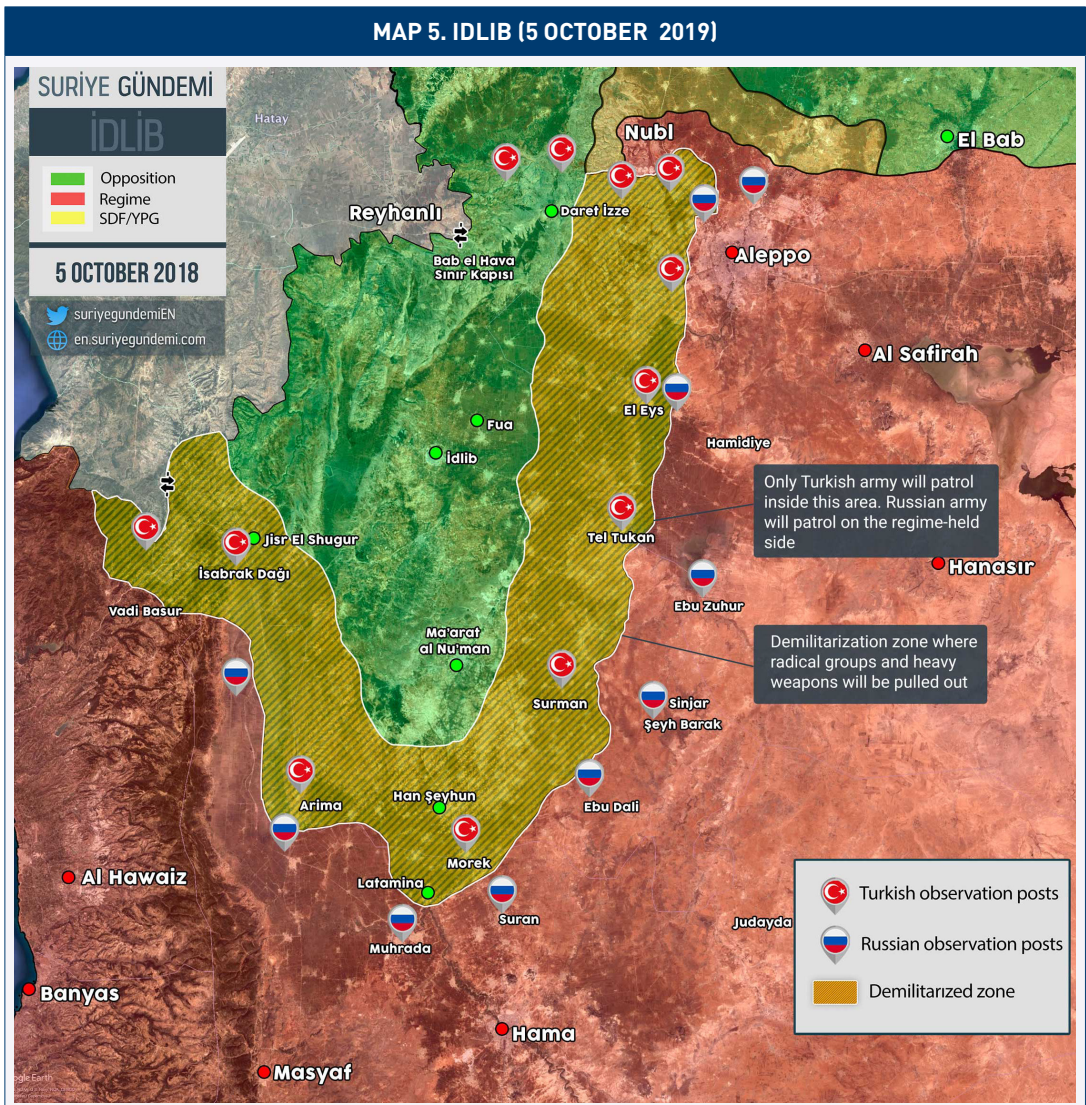 MAP 5. IDLIB (5 OCTOBER 2019)
SURİYE GÜNDEMİ
İDLİB
Opposition
Regime
SDF/YPG
5 OCTOBER 2018
suriyegundemiEN
en.suriyegundemi.com
Hatay
Nubl
El Bab
Reyhanlı
Daret İzze
Bab el Hava
Sınır Kapısı
Aleppo
Al Safirah
El Eys
Fua
Hamidiye
İdlib
Only Turkish army will patrol
inside this area. Russian army
will patrol on the regime-held
side
Jisr El Shugur
Tel Tukan
İsabrak Dağı
Hanasır
Vadi Basur
Ebu Zuhur
Ma'arat
al Nu'man
Demilitarization zone where
radical groups and heavy
weapons will be pulled out
Surman
Sinjar
Şeyh Barak
Arima
Han Şeyhun
Ebu Dali
Morek
Al Hawaiz
Latamina
Suran
Muhrada
Judayda
Turkish observation posts
Russian observation posts
Demilitarized zone
Banyas
Hama
Masyaf
ogle Earth